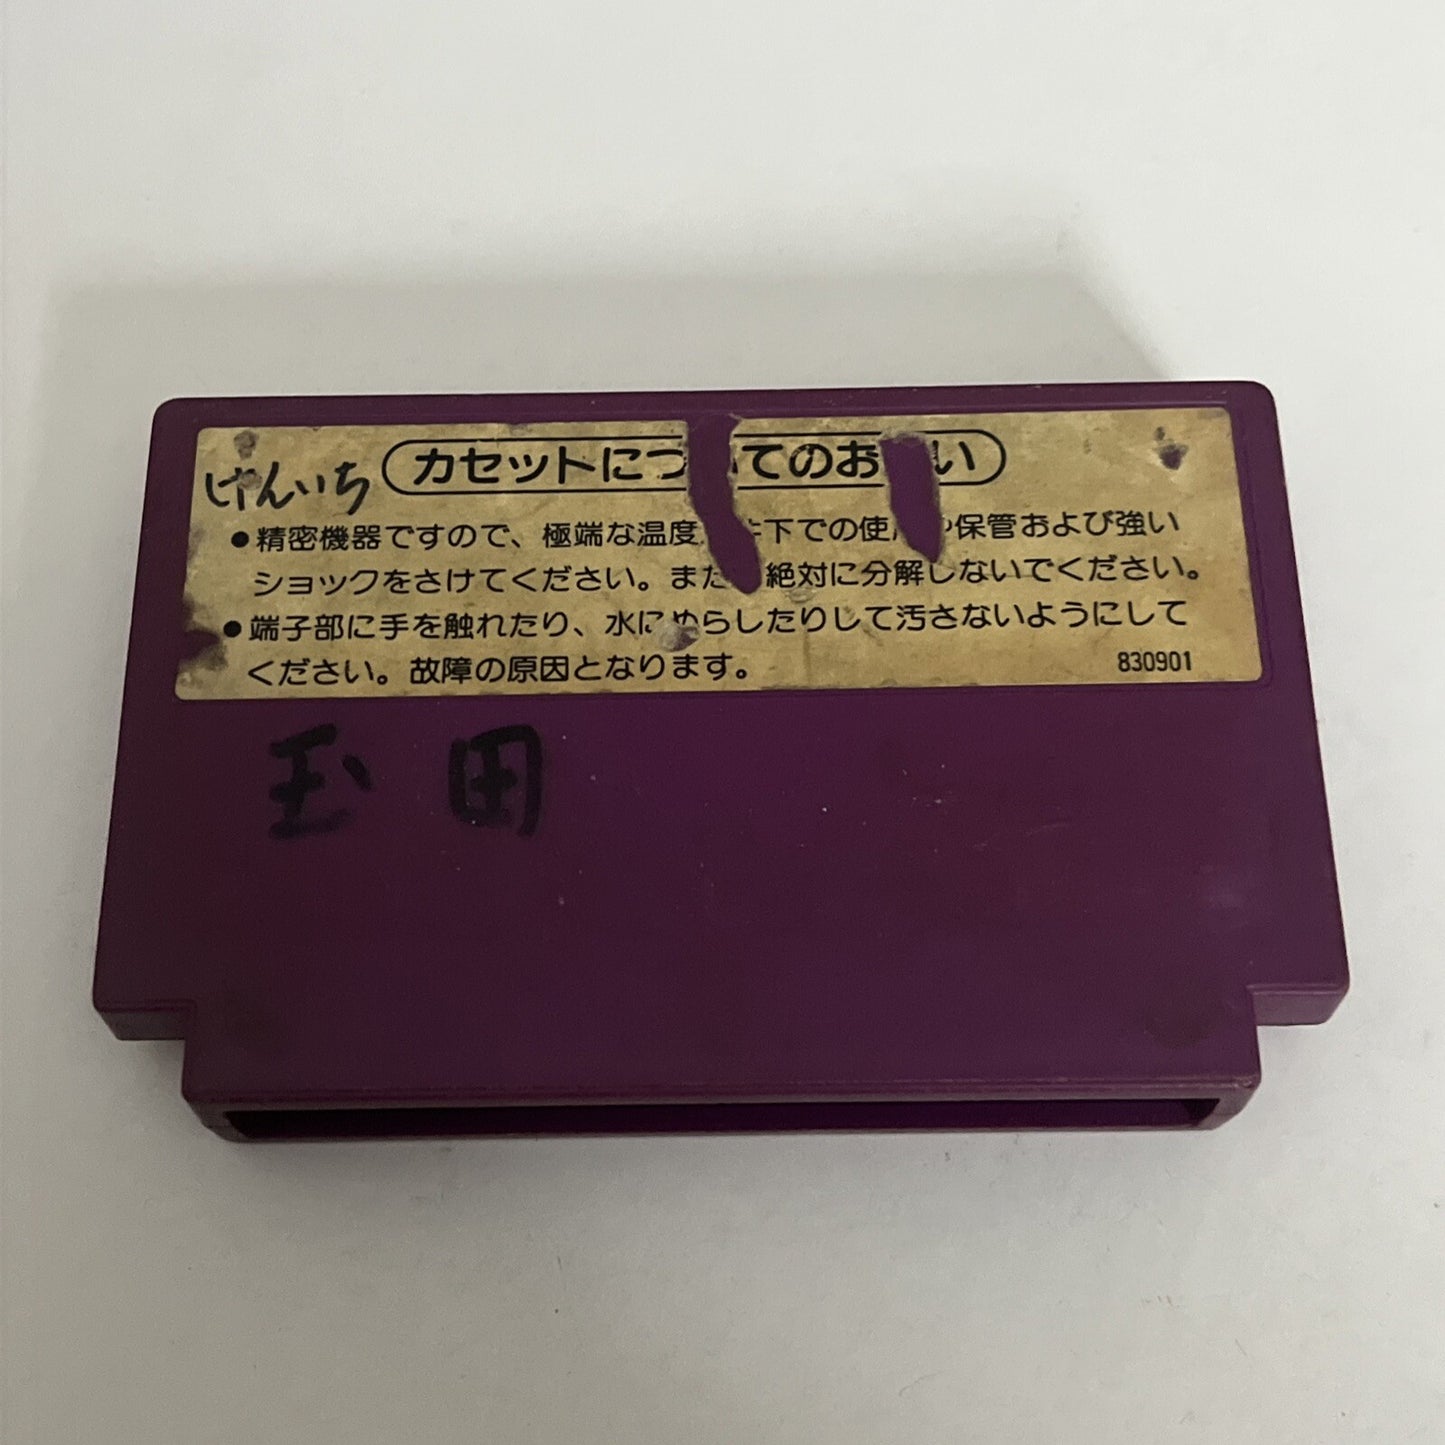 けんいち
カセットについてのお い
●精密機器ですので、極端な温度 件下での使 や保管および強い
ショックをさけてください。また 絶対に分解しないでください。
●端子部に手を触れたり、水にぬらしたりして汚さないようにして
ください。故障の原因となります。
830901
玉田